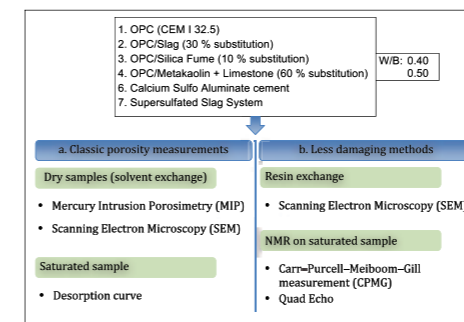 1. OPC (CEM I 32.5)
2. OPC/Slag (30 % substitution)
3. OPC/Silica Fume (10 % substitution)
4. OPC/Metakaolin + Limestone (60 % substitution)
6. Calcium Sulfo Aluminate cement
7. Supersulfated Slag System
W/B: 0.40
0.50
a. Classic porosity measurements
Dry samples (solvent exchange)
• Mercury Intrusion Porosimetry (MIP)
• Scanning Electron Microscopy (SEM)
Saturated sample
• Desorption curve
b. Less damaging methods
Resin exchange
• Scanning Electron Microscopy (SEM)
NMR on saturated sample
• Carr–Purcell–Meiboom–Gill
measurement (CPMG)
• Quad Echo